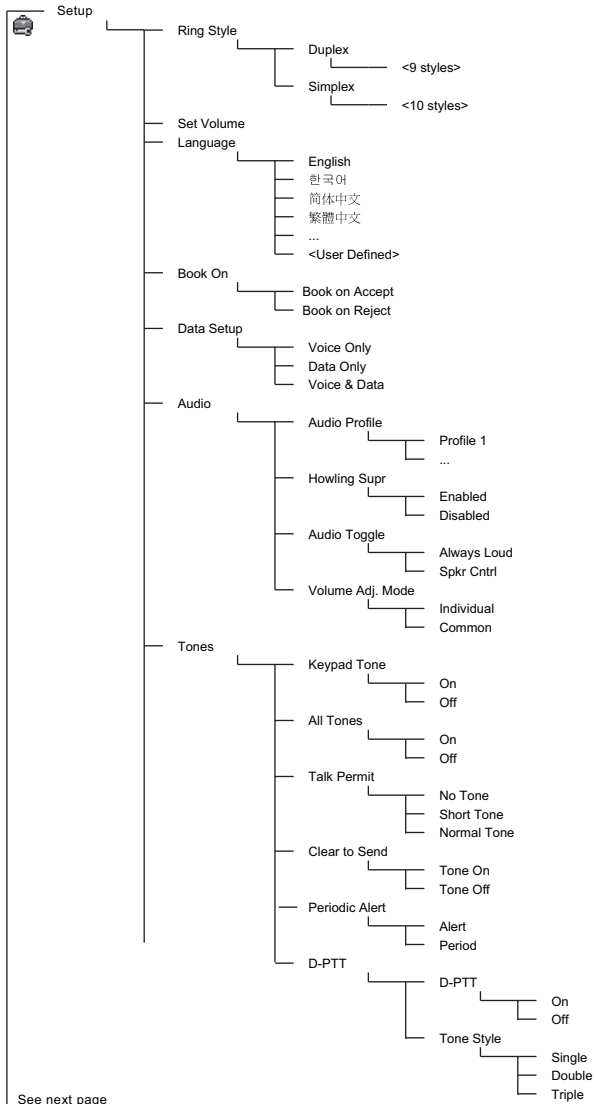 Setup
Ring Style
Duplex
<9 styles>
Simplex
<10 styles>
Set Volume
Language
English
한국어
简体中文
繁體中文
...
<User Defined>
Book On
Book on Accept
Book on Reject
Data Setup
Voice Only
Data Only
Voice & Data
Audio
Audio Profile
Profile 1
...
Howling Supr
Enabled
Disabled
Audio Toggle
Always Loud
Spkr Cntrl
Volume Adj. Mode
Individual
Common
Tones
Keypad Tone
On
Off
All Tones
On
Off
Talk Permit
No Tone
Short Tone
Normal Tone
Clear to Send
Tone On
Tone Off
Periodic Alert
Alert
Period
D-PTT
D-PTT
On
Off
Tone Style
Single
Double
Triple
See next page